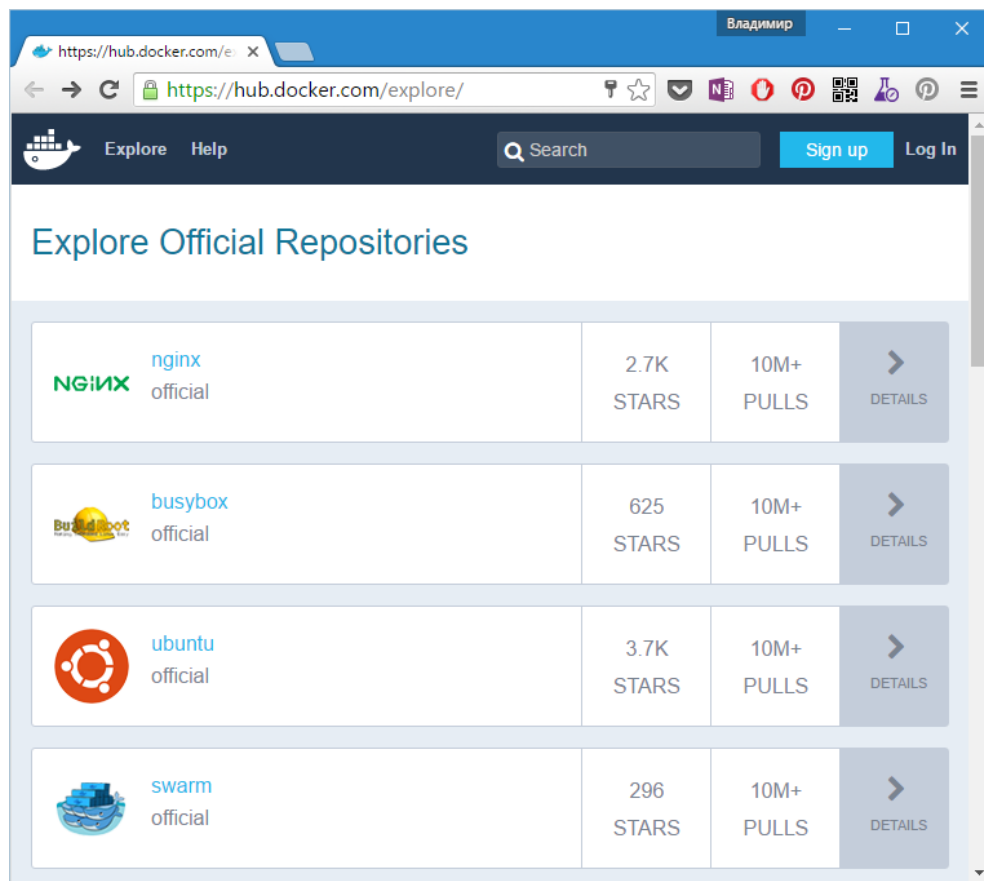 Владимир
https://hub.docker.com/e
https://hub.docker.com/explore/
Explore Help Search Sign up Log In
Explore Official Repositories
NGINX
nginx
official
2.7K
STARS
10M+
PULLS
DETAILS
BuildRoot
busybox
official
625
STARS
10M+
PULLS
DETAILS
ubuntu
official
3.7K
STARS
10M+
PULLS
DETAILS
swarm
official
296
STARS
10M+
PULLS
DETAILS